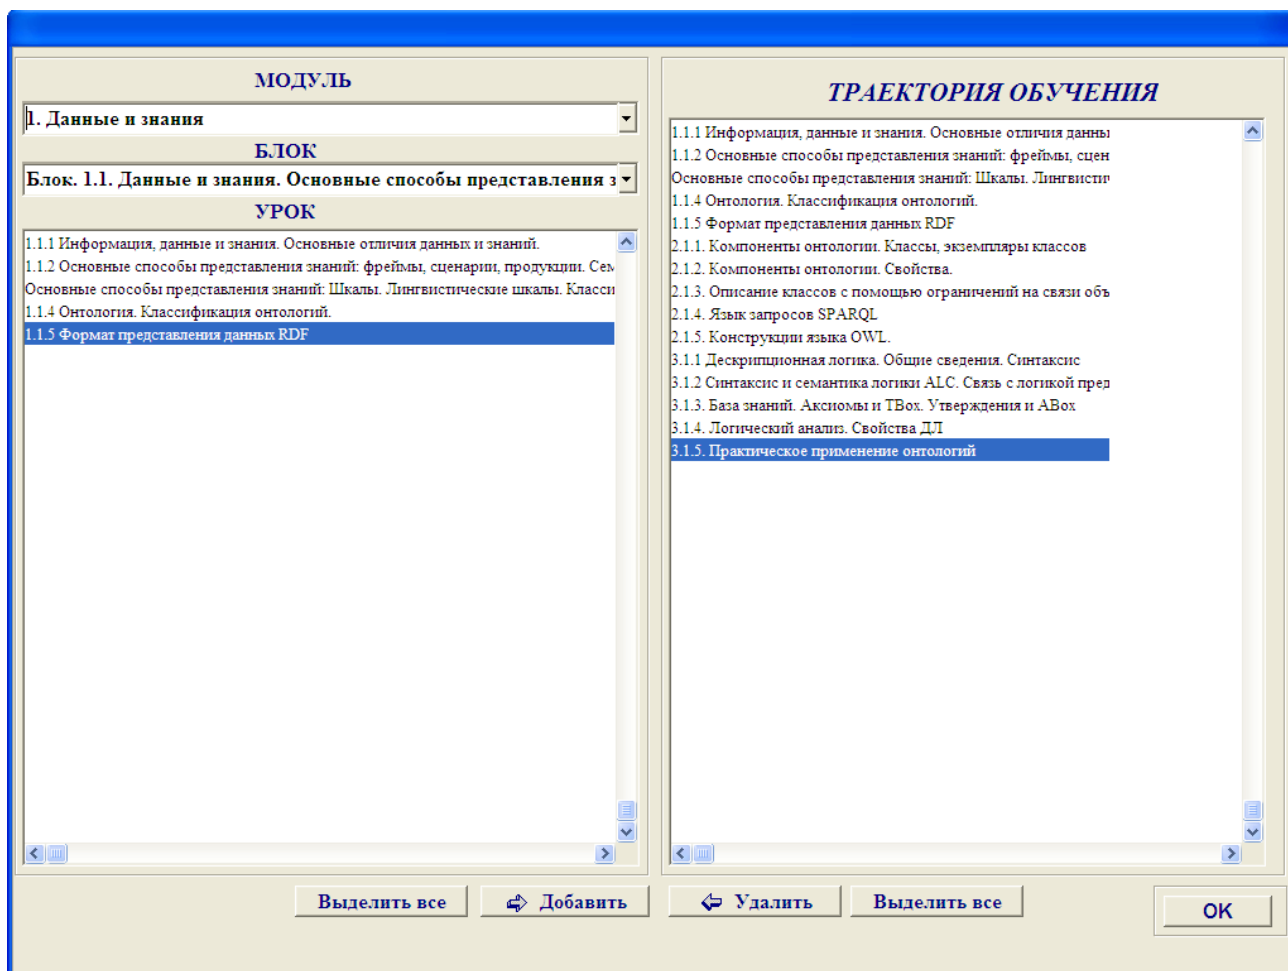 МОДУЛЬ
1. Данные и знания
БЛОК
Блок. 1.1. Данные и знания. Основные способы представления з
УРОК
1.1.1 Информация, данные и знания. Основные отличия данных и знаний.
1.1.2 Основные способы представления знаний: фреймы, сценарии, продукции. Сем
Основные способы представления знаний: Шкалы. Лингвистические шкалы. Класси
1.1.4 Онтология. Классификация онтологий.
1.1.5 Формат представления данных RDF
Выделить все
Добавить
ТРАЕКТОРИЯ ОБУЧЕНИЯ
1.1.1 Информация, данные и знания. Основные отличия данны
1.1.2 Основные способы представления знаний: фреймы, сцен
Основные способы представления знаний: Шкалы. Лингвистич
1.1.4 Онтология. Классификация онтологий.
1.1.5 Формат представления данных RDF
2.1.1. Компоненты онтологии. Классы, экземпляры классов
2.1.2. Компоненты онтологии. Свойства.
2.1.3. Описание классов с помощью ограничений на связи объ
2.1.4. Язык запросов SPARQL
2.1.5. Конструкции языка OWL.
3.1.1 Дескрипционная логика. Общие сведения. Синтаксис
3.1.2 Синтаксис и семантика логики ALC. Связь с логикой пред
3.1.3. База знаний. Аксиомы и TBox. Утверждения и ABox
3.1.4. Логический анализ. Свойства ДЛ
3.1.5. Практическое применение онтологий
Удалить
Выделить все
OK